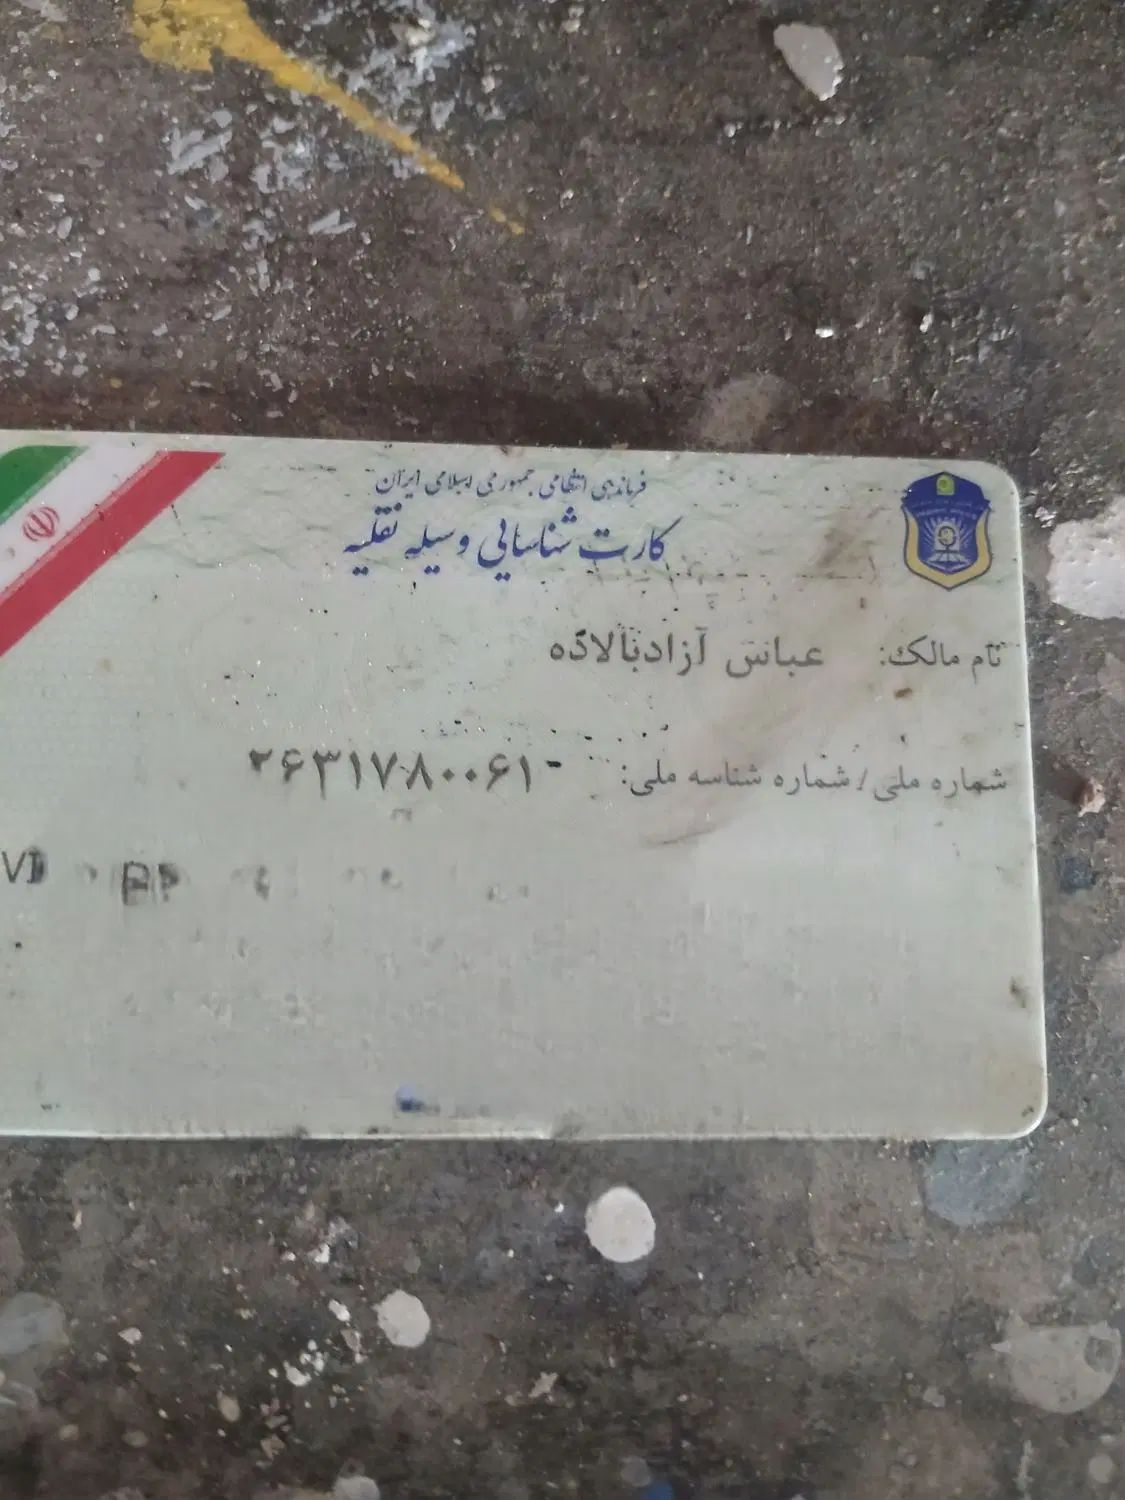 فرماندهی انتظامی جمهوری اسلامی ایران
کارت شناسایی وسیله نقلیه
نام مالک: عباس آزادبالاده
شماره ملی/شماره شناسه ملی: ۲۶۳۱۷۸۰۰۶۱